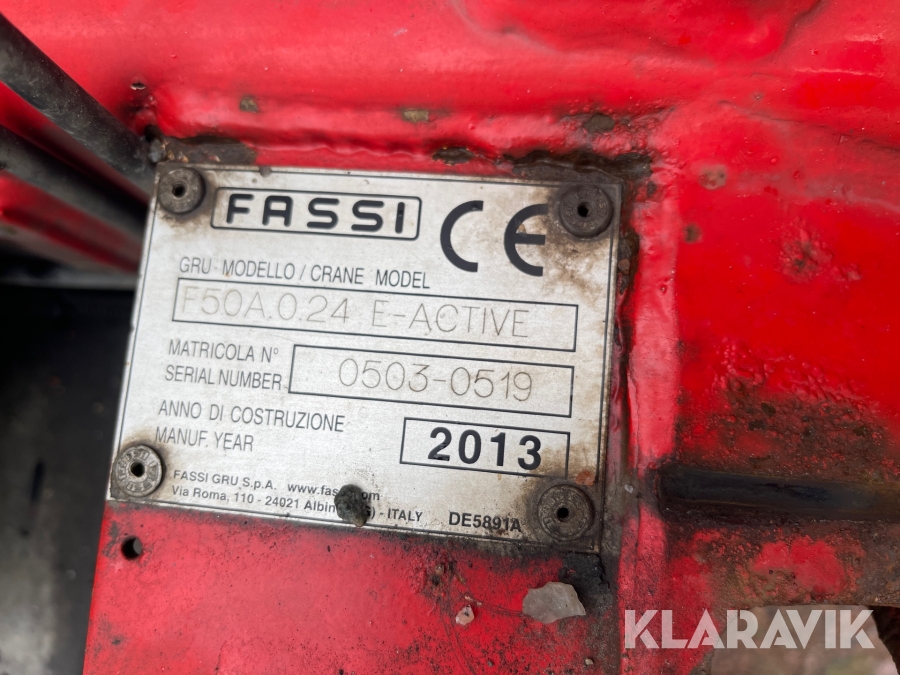 FASSI CE
GRU-MODELLO / CRANE MODEL
F50A.0.24 E-ACTIVE
MATRICOLA N°
SERIAL NUMBER
0503-0519
ANNO DI COSTRUZIONE
MANUF. YEAR
2013
FASSI GRU S.p.A.
Via Roma, 110 - 24021 - ITALY
DE5891A
KLARAVIK